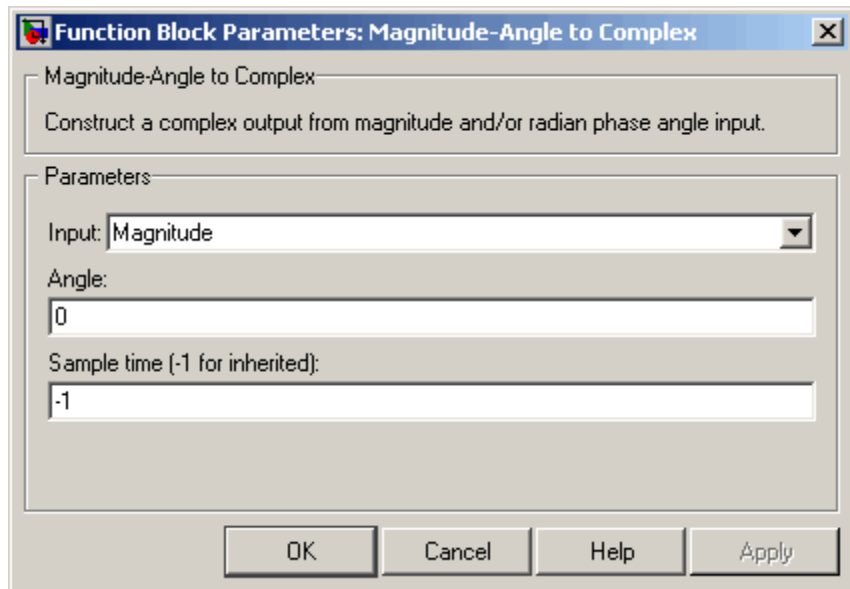 Function Block Parameters: Magnitude-Angle to Complex
Magnitude-Angle to Complex
Construct a complex output from magnitude and/or radian phase angle input.
Parameters
Input: Magnitude
Angle:
0
Sample time (-1 for inherited):
-1
OK Cancel Help Apply